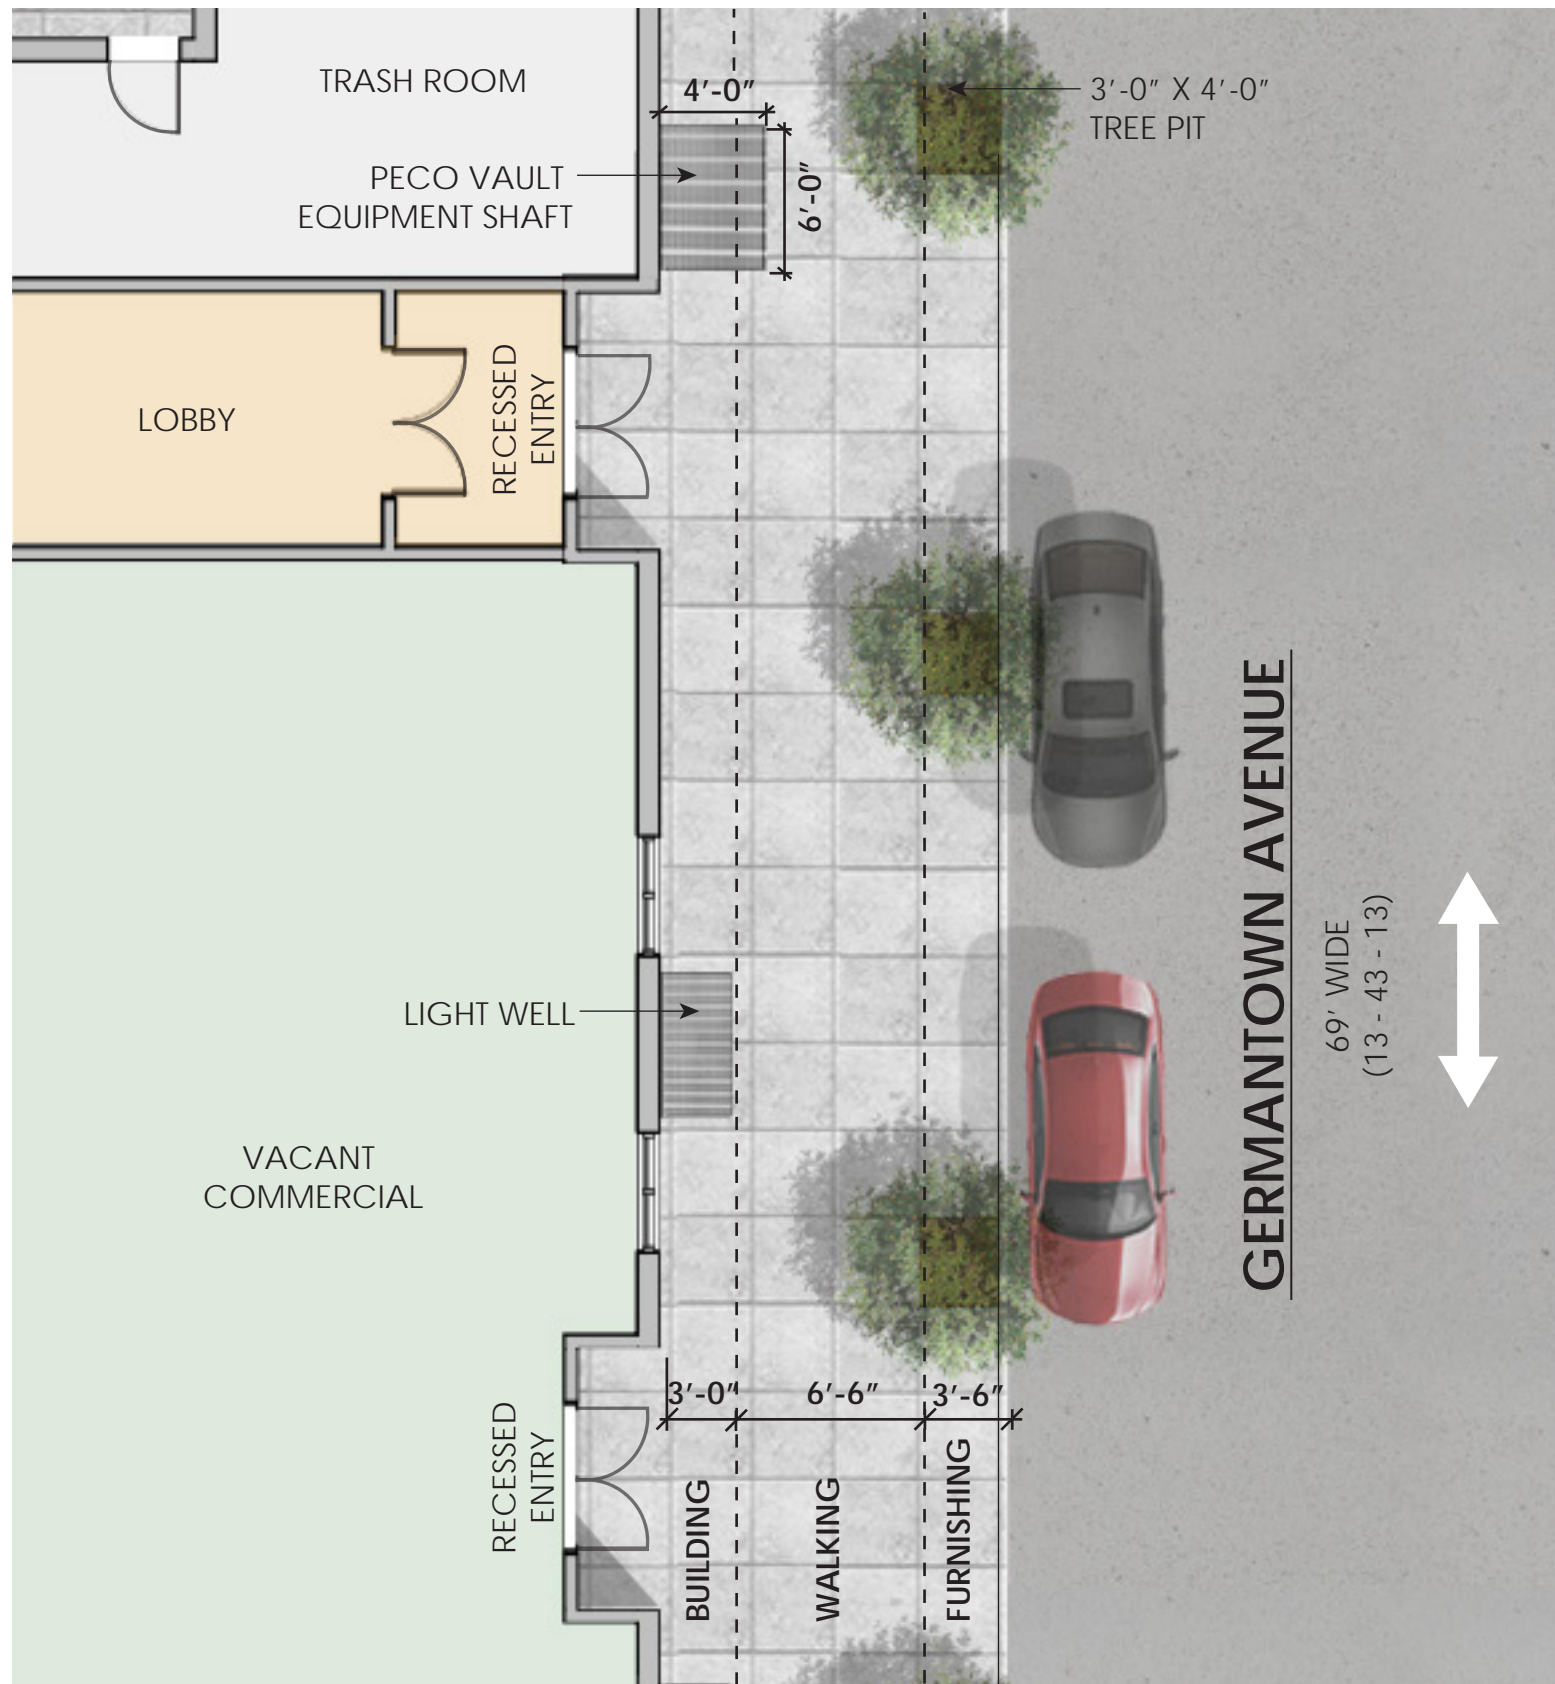 TRASH ROOM
4'-0"
3'-0" X 4'-0"
TREE PIT
PECO VAULT
EQUIPMENT SHAFT
6'-0"
LOBBY
RECESSED
ENTRY
GERMANTOWN AVENUE
69' WIDE
(13 - 43 - 13)
LIGHT WELL
VACANT
COMMERCIAL
3'-0"
6'-6"
3'-6"
RECESSED
ENTRY
BUILDING
WALKING
FURNISHING